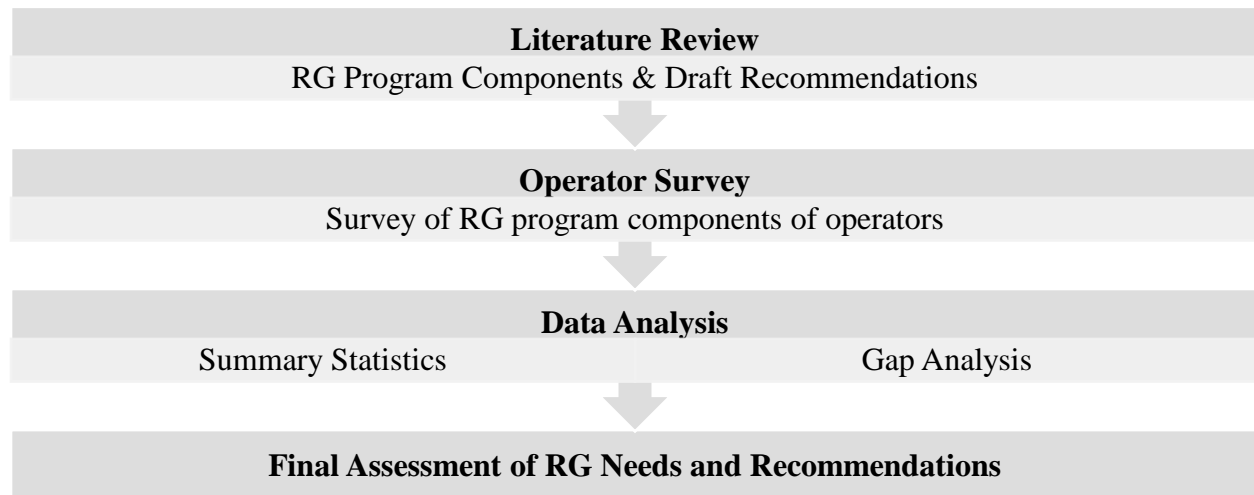 Literature Review
RG Program Components & Draft Recommendations
Operator Survey
Survey of RG program components of operators
Data Analysis
Summary Statistics
Gap Analysis
Final Assessment of RG Needs and Recommendations